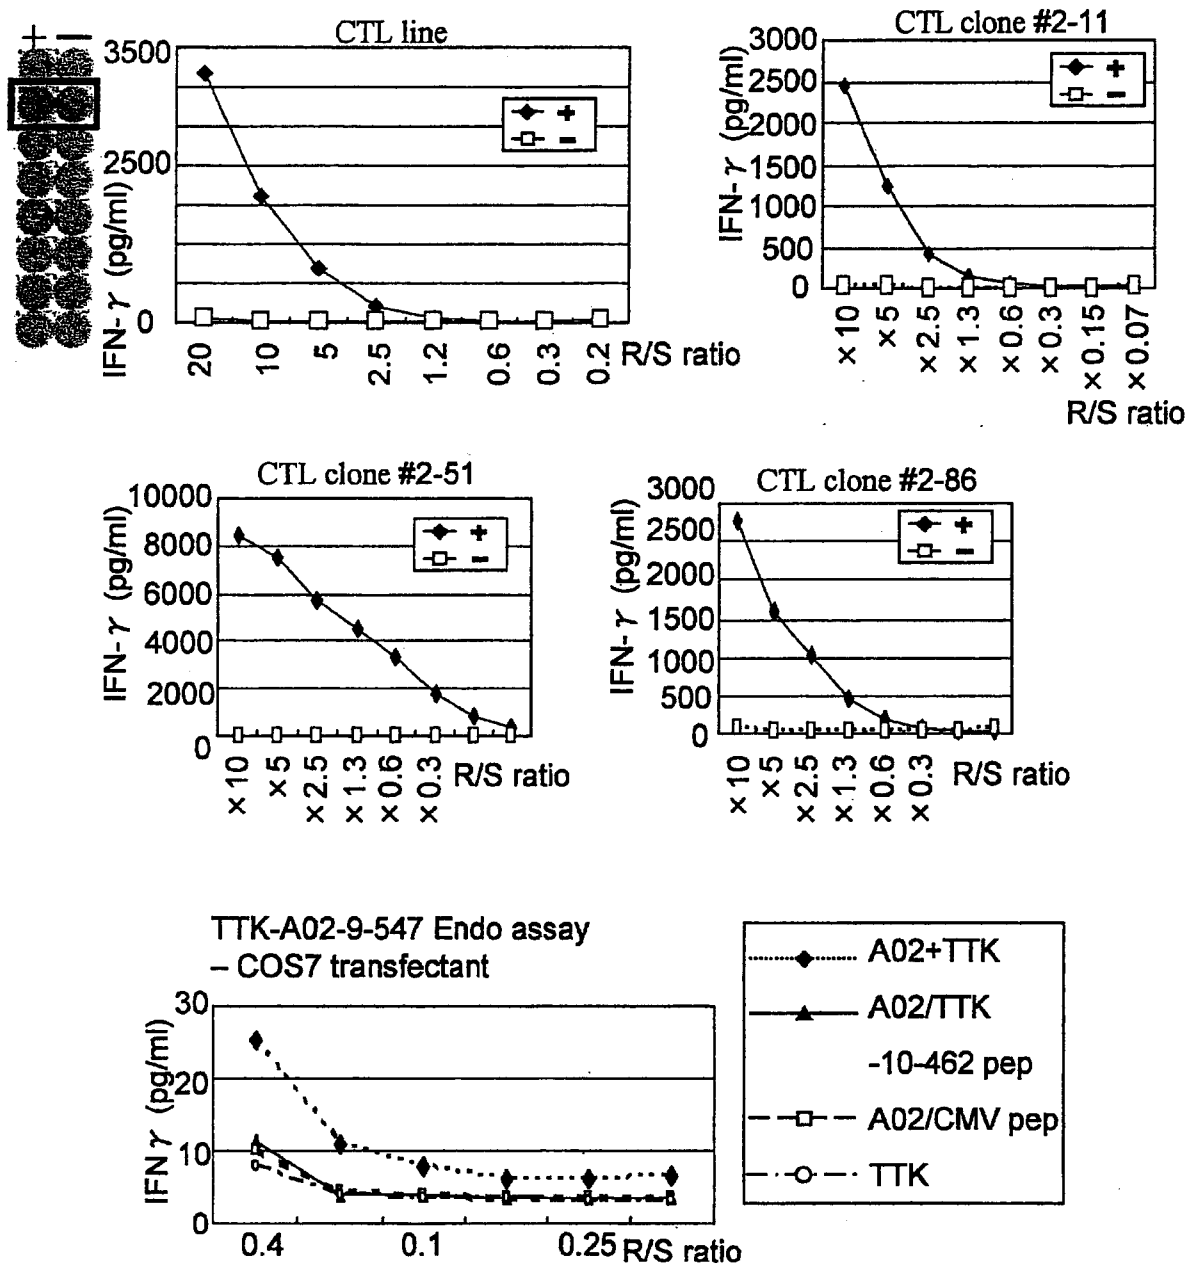 + −
CTL line
3500
2500
0
IFN-γ (pg/ml)
+
−
20 10 5 2.5 1.2 0.6 0.3 0.2 R/S ratio
CTL clone #2-11
3000
2500
2000
1500
1000
500
0
IFN-γ (pg/ml)
+
−
×10 ×5 ×2.5 ×1.3 ×0.6 ×0.3 ×0.15 ×0.07
R/S ratio
CTL clone #2-51
10000
8000
6000
4000
2000
0
IFN-γ (pg/ml)
+
−
×10 ×5 ×2.5 ×1.3 ×0.6 ×0.3 R/S ratio
CTL clone #2-86
3000
2500
2000
1500
1000
500
0
IFN-γ (pg/ml)
+
−
×10 ×5 ×2.5 ×1.3 ×0.6 ×0.3 R/S ratio
TTK-A02-9-547 Endo assay
– COS7 transfectant
30
20
10
0
IFNγ (pg/ml)
0.4 0.1 0.25 R/S ratio
A02+TTK
A02/TTK
-10-462 pep
A02/CMV pep
TTK